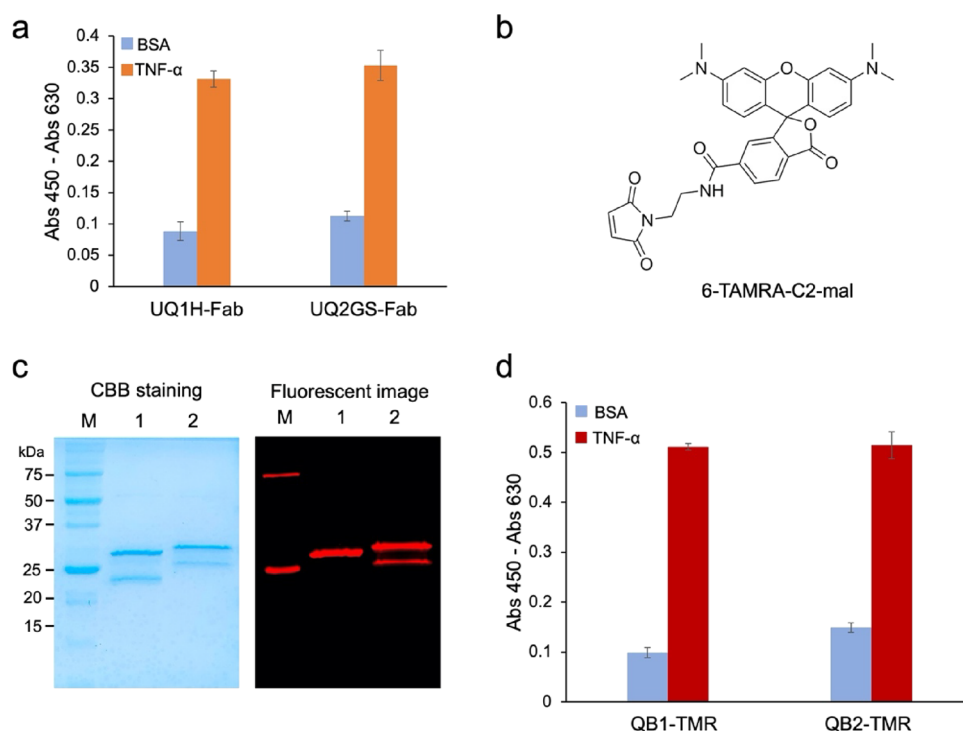 a
BSA
TNF-α
Abs 450 - Abs 630
0.4
0.35
0.3
0.25
0.2
0.15
0.1
0.05
0
UQ1H-Fab UQ2GS-Fab
b
N
O
N
O
O
O
NH
O
N
O
6-TAMRA-C2-mal
c
CBB staining
M 1 2
kDa
75
50
37
25
20
15
Fluorescent image
M 1 2
d
BSA
TNF-α
Abs 450 - Abs 630
0.6
0.5
0.4
0.3
0.2
0.1
0
QB1-TMR QB2-TMR